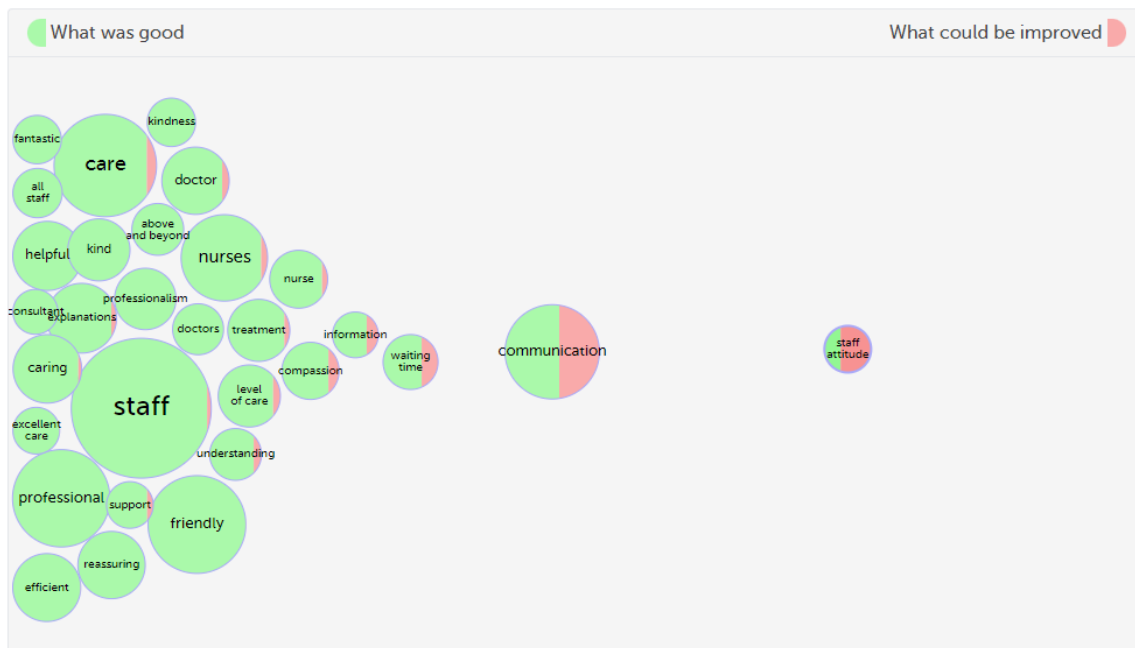 What was good
What could be improved
kindness
fantastic
care
doctor
all
staff
above
and beyond
helpful
kind
nurses
nurse
professionalism
consultant
explanations
doctors
treatment
information
communication
staff
attitude
waiting
time
caring
compassion
level
of care
staff
excellent
care
understanding
professional
support
friendly
reassuring
efficient